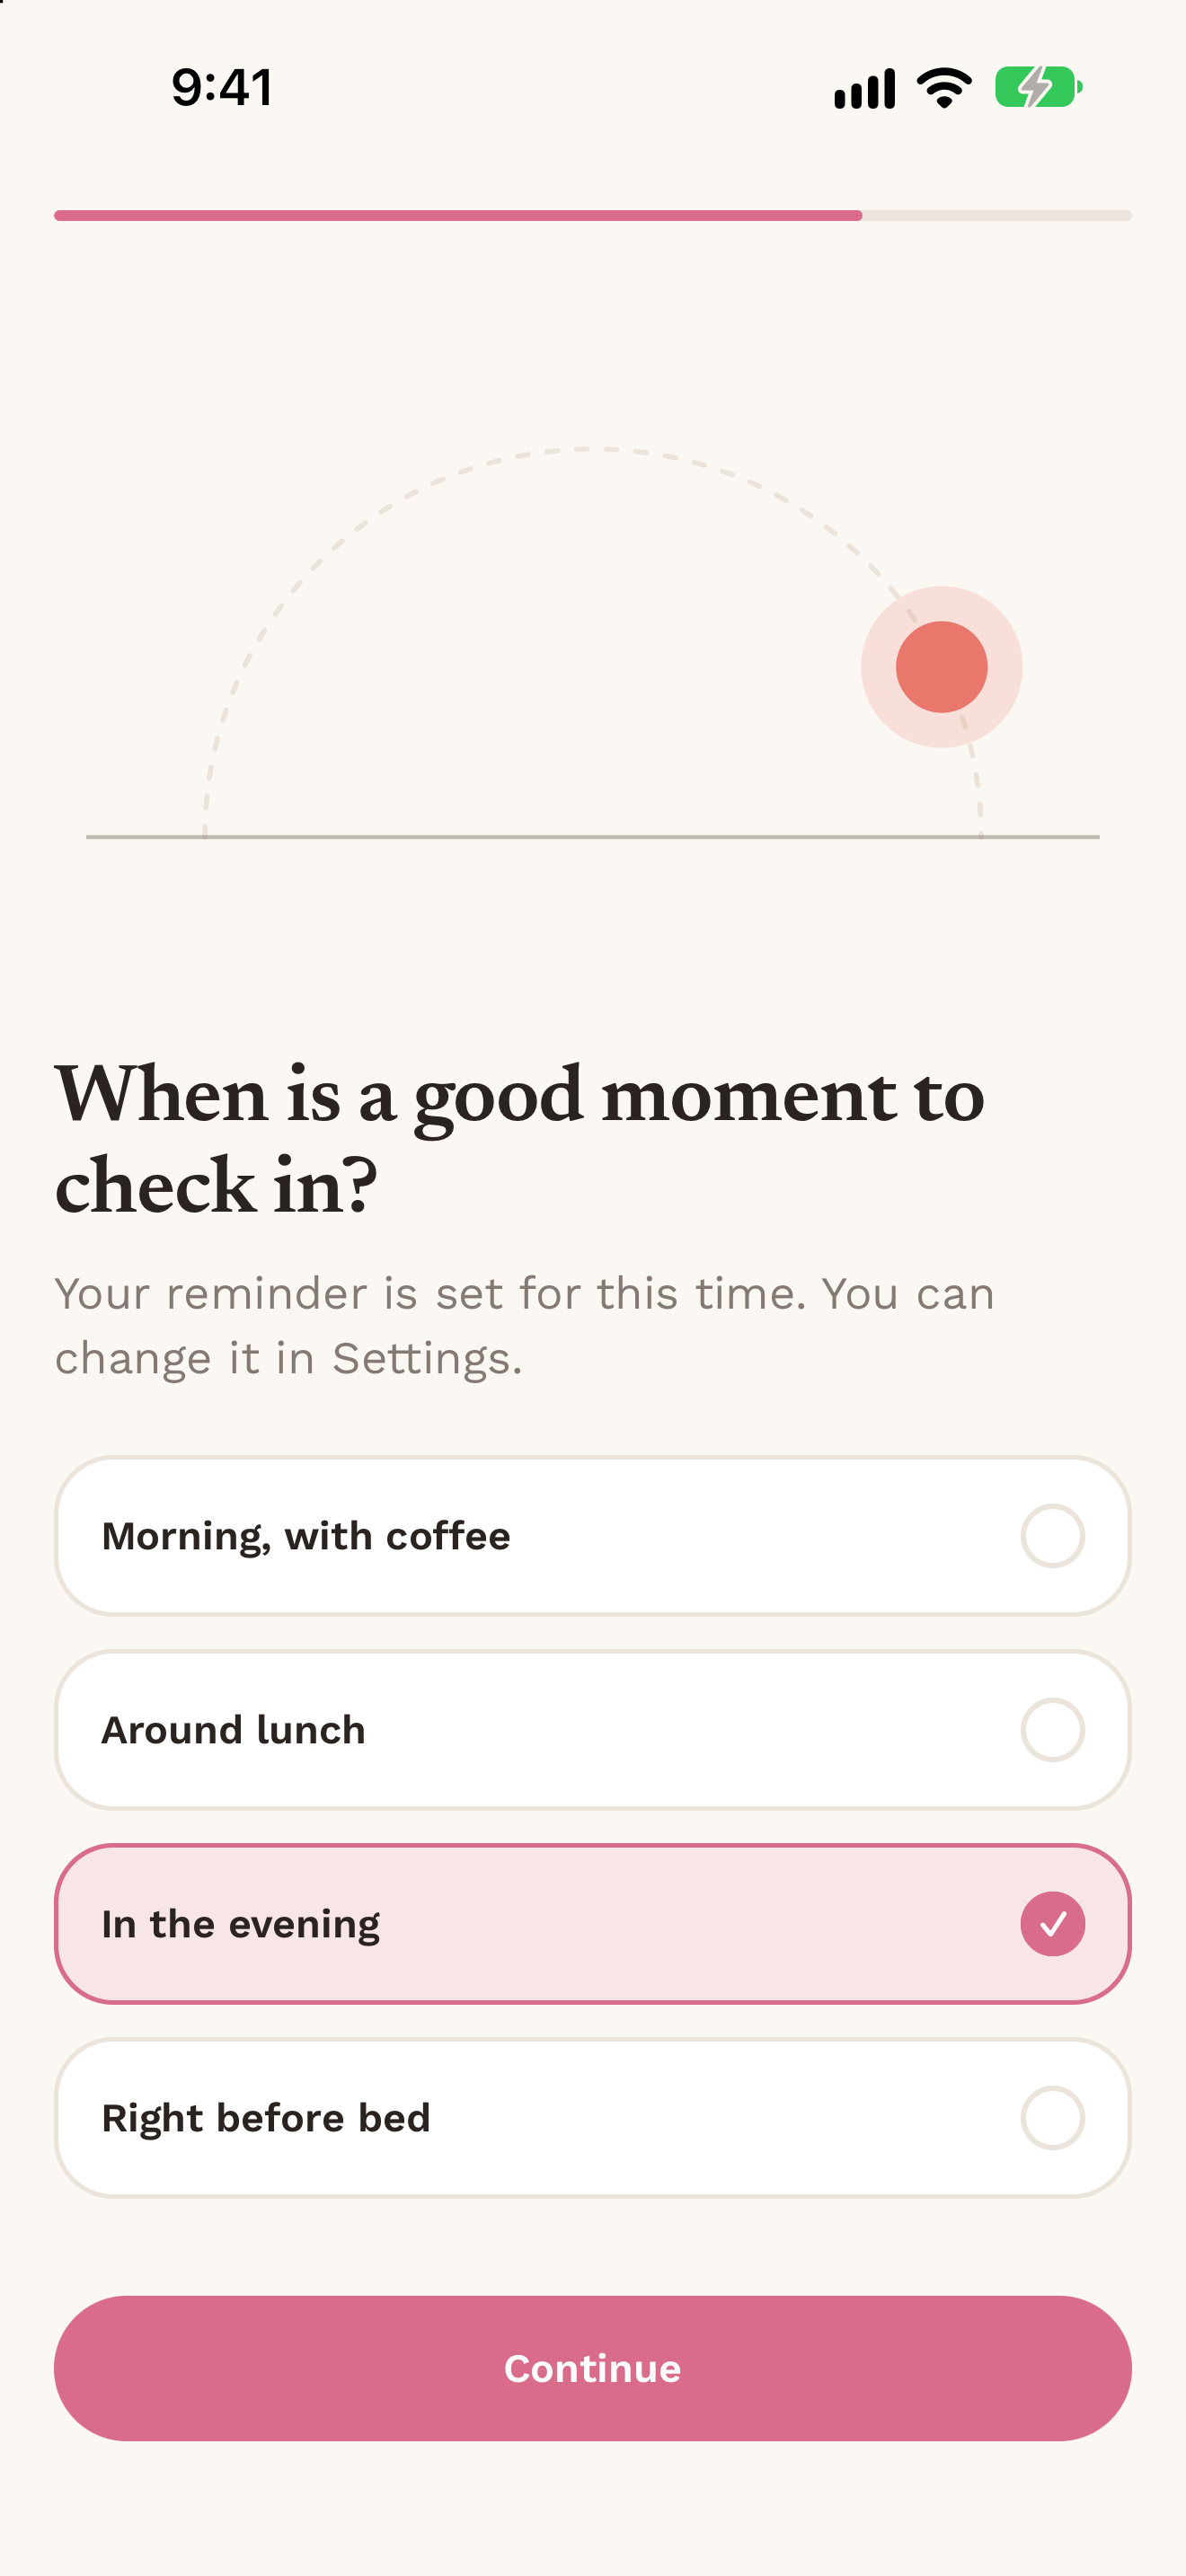 9:41
When is a good moment to
check in?
Your reminder is set for this time. You can
change it in Settings.
Morning, with coffee
Around lunch
In the evening
Right before bed
Continue